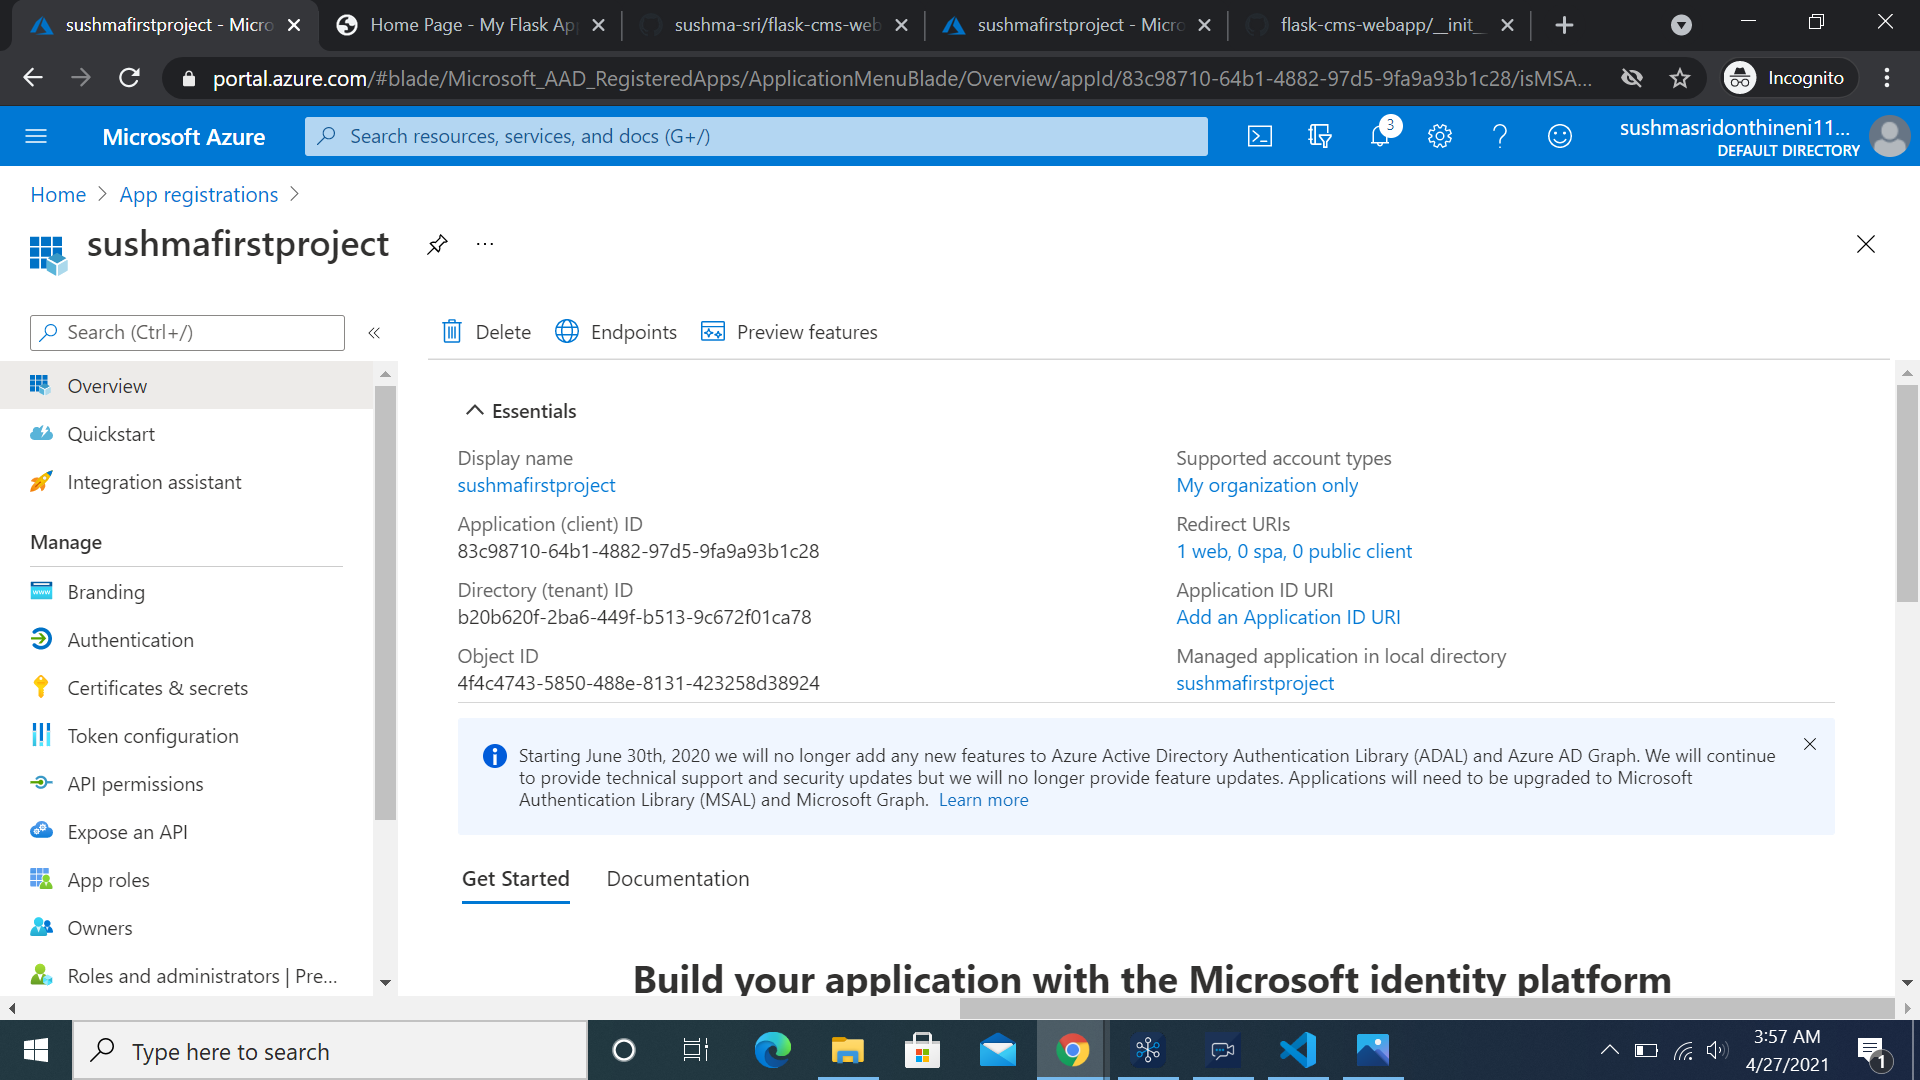 sushmafirstproject - Micro
Home Page - My Flask Ap
sushma-sri/flask-cms-web
sushmafirstproject - Micro
flask-cms-webapp/__init__
portal.azure.com/#blade/Microsoft_AAD_RegisteredApps/ApplicationMenuBlade/Overview/appId/83c98710-64b1-4882-97d5-9fa9a93b1c28/isMSA...
Incognito
Microsoft Azure
Search resources, services, and docs (G+/)
3
sushmasridonthineni11...
DEFAULT DIRECTORY
Home
App registrations
sushmafirstproject
Search (Ctrl+/)
Delete
Endpoints
Preview features
Overview
Quickstart
Integration assistant
Manage
Branding
Authentication
Certificates & secrets
Token configuration
API permissions
Expose an API
App roles
Owners
Roles and administrators | Pre...
Essentials
Display name
sushmafirstproject
Application (client) ID
83c98710-64b1-4882-97d5-9fa9a93b1c28
Directory (tenant) ID
b20b620f-2ba6-449f-b513-9c672f01ca78
Object ID
4f4c4743-5850-488e-8131-423258d38924
Supported account types
My organization only
Redirect URIs
1 web, 0 spa, 0 public client
Application ID URI
Add an Application ID URI
Managed application in local directory
sushmafirstproject
Starting June 30th, 2020 we will no longer add any new features to Azure Active Directory Authentication Library (ADAL) and Azure AD Graph. We will continue
to provide technical support and security updates but we will no longer provide feature updates. Applications will need to be upgraded to Microsoft
Authentication Library (MSAL) and Microsoft Graph. Learn more
Get Started
Documentation
Build your application with the Microsoft identity platform
Type here to search
3:57 AM
4/27/2021
1